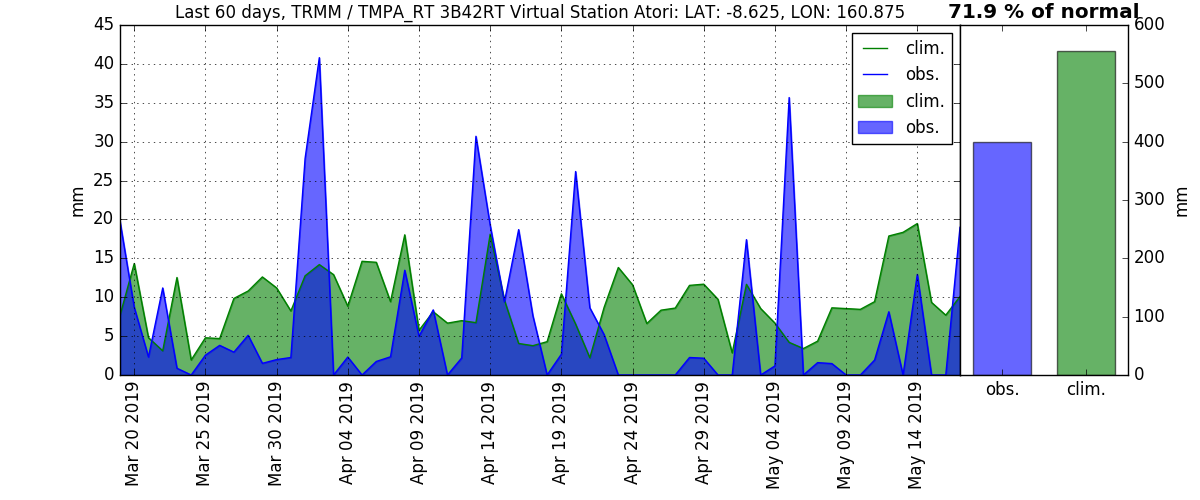 Last 60 days, TRMM / TMPA_RT 3B42RT Virtual Station Atori: LAT: -8.625, LON: 160.875
71.9 % of normal
45
40
35
30
25
20
15
10
5
0
mm
clim.
obs.
clim.
obs.
Mar 20 2019
Mar 25 2019
Mar 30 2019
Apr 04 2019
Apr 09 2019
Apr 14 2019
Apr 19 2019
Apr 24 2019
Apr 29 2019
May 04 2019
May 09 2019
May 14 2019
600
500
400
300
200
100
0
mm
obs.
clim.